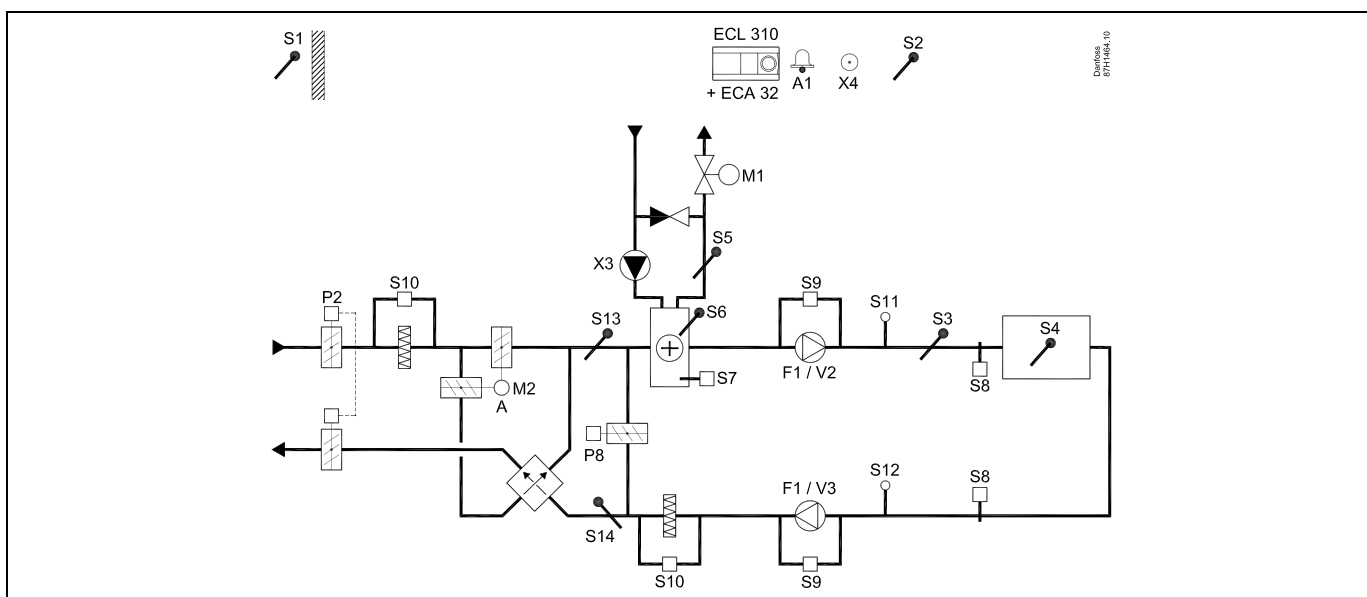 S1
ECL 310
+ ECA 32
A1
X4
S2
Danfoss
87H1464.10
M1
S5
X3
P2
S10
S13
S6
S7
S9
F1 / V2
S11
S3
S8
S4
M2
A
P8
S14
S10
F1 / V3
S9
S12
S8